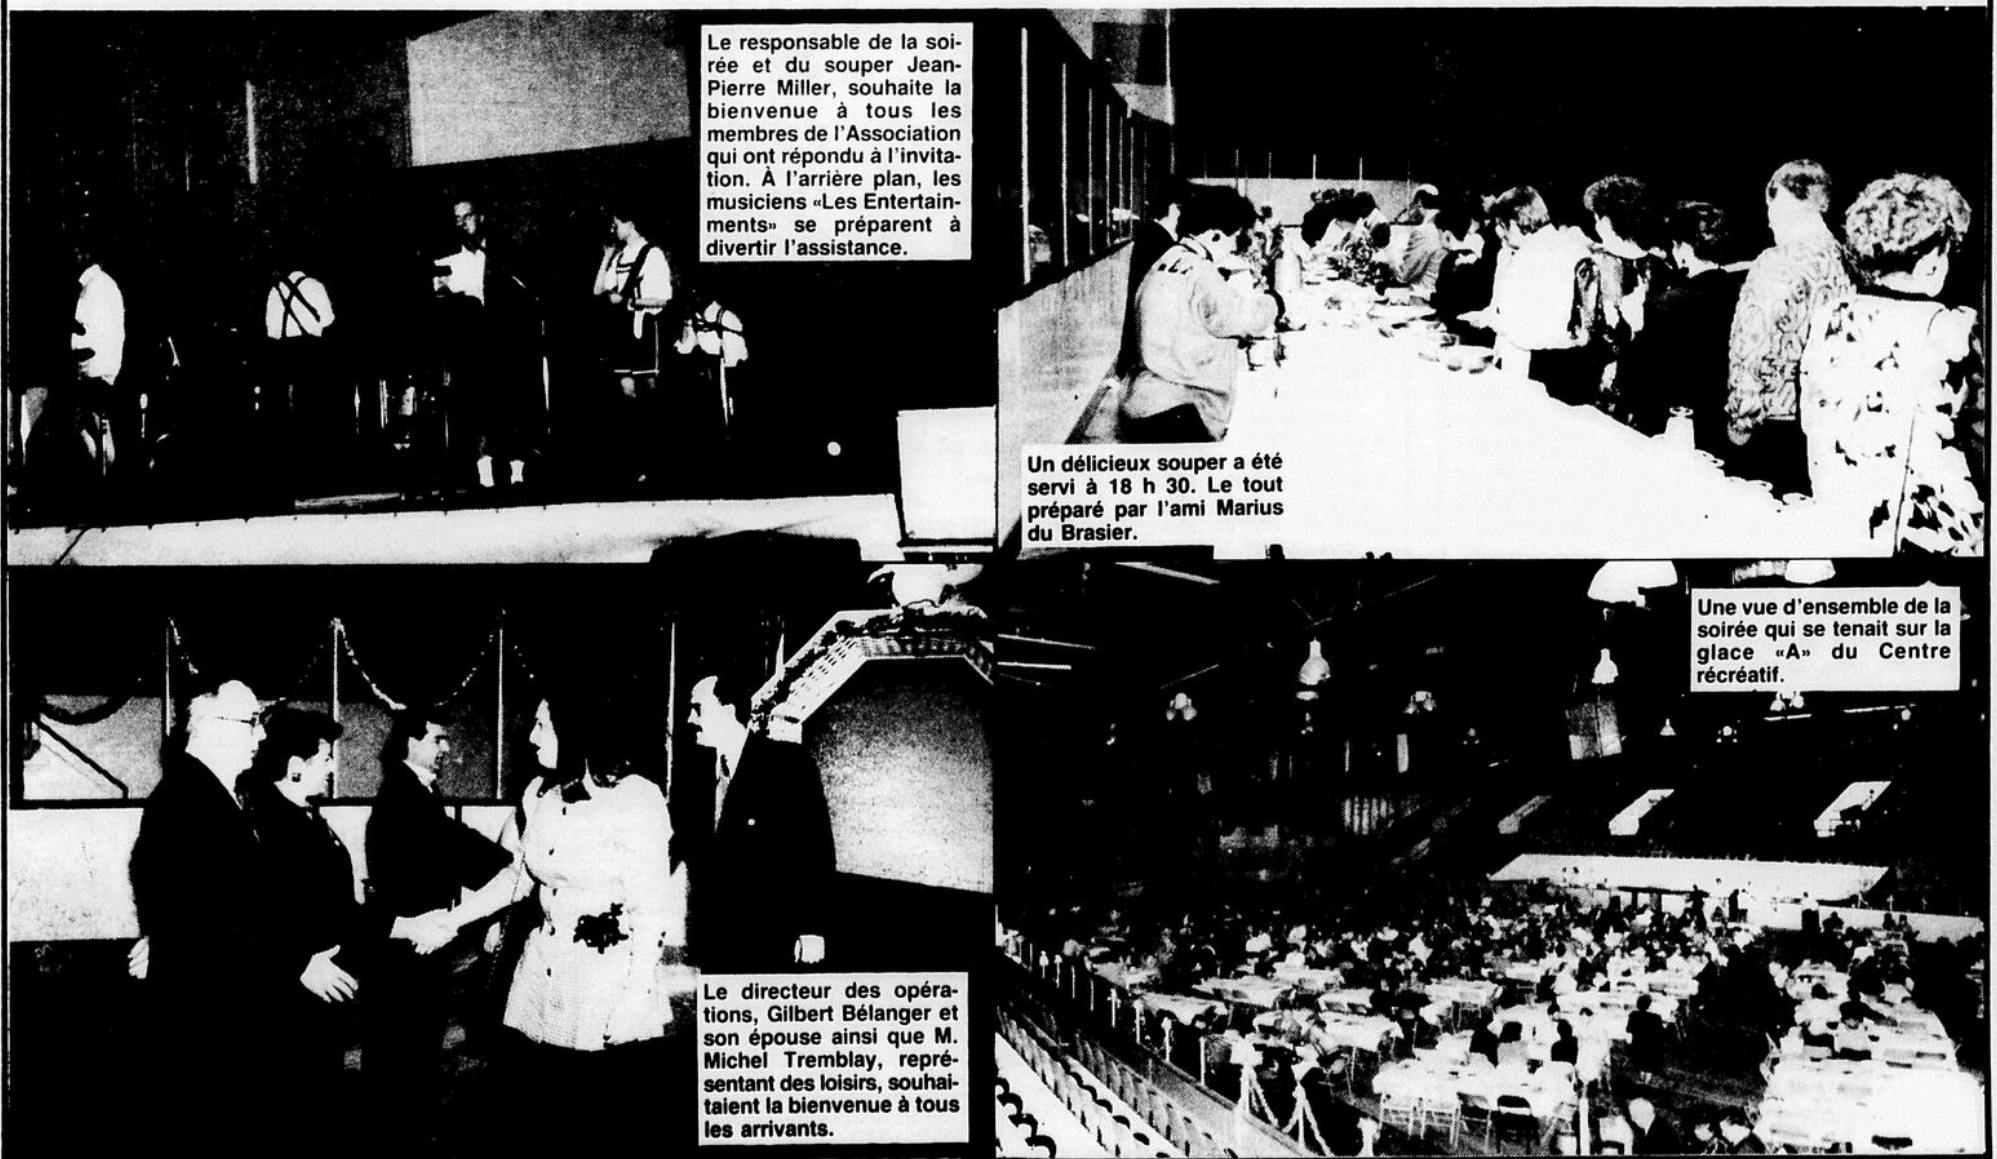 Le responsable de la soi-
rée et du souper Jean-
Pierre Miller, souhaite la
bienvenue à tous les
membres de l'Association
qui ont répondu à l'invita-
tion. À l'arrière plan, les
musiciens «Les Entertain-
ments» se préparent à
divertir l'assistance.
Un délicieux souper a été
servi à 18 h 30. Le tout
préparé par l'ami Marius
du Brasier.
Le directeur des opéra-
tions, Gilbert Bélanger et
son épouse ainsi que M.
Michel Tremblay, repré-
sentant des loisirs, souhai-
taient la bienvenue à tous
les arrivants.
Une vue d'ensemble de la
soirée qui se tenait sur la
glace «A» du Centre
récréatif.